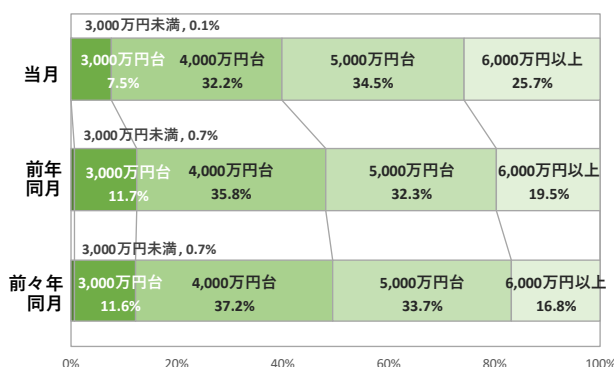 3,000万円未満, 0.1%
当月
3,000万円台 4,000万円台 5,000万円台 6,000万円以上
7.5% 32.2% 34.5% 25.7%
3,000万円未満, 0.7%
前年
同月
3,000万円台 4,000万円台 5,000万円台 6,000万円以上
11.7% 35.8% 32.3% 19.5%
3,000万円未満, 0.7%
前々年
同月
3,000万円台 4,000万円台 5,000万円台 6,000万円以上
11.6% 37.2% 33.7% 16.8%
0% 20% 40% 60% 80% 100%